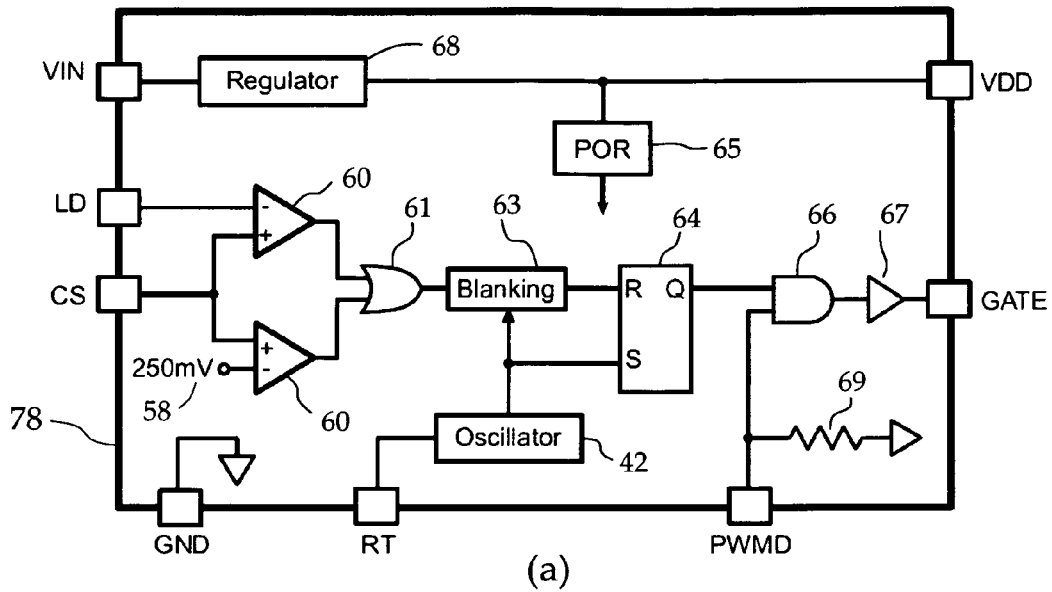 68
VIN
Regulator
VDD
POR
65
LD
60
-
+
61
63
64
66
67
CS
Blanking
R
Q
GATE
+
-
250mV
58
S
60
69
78
Oscillator
42
GND
RT
PWMD
(a)